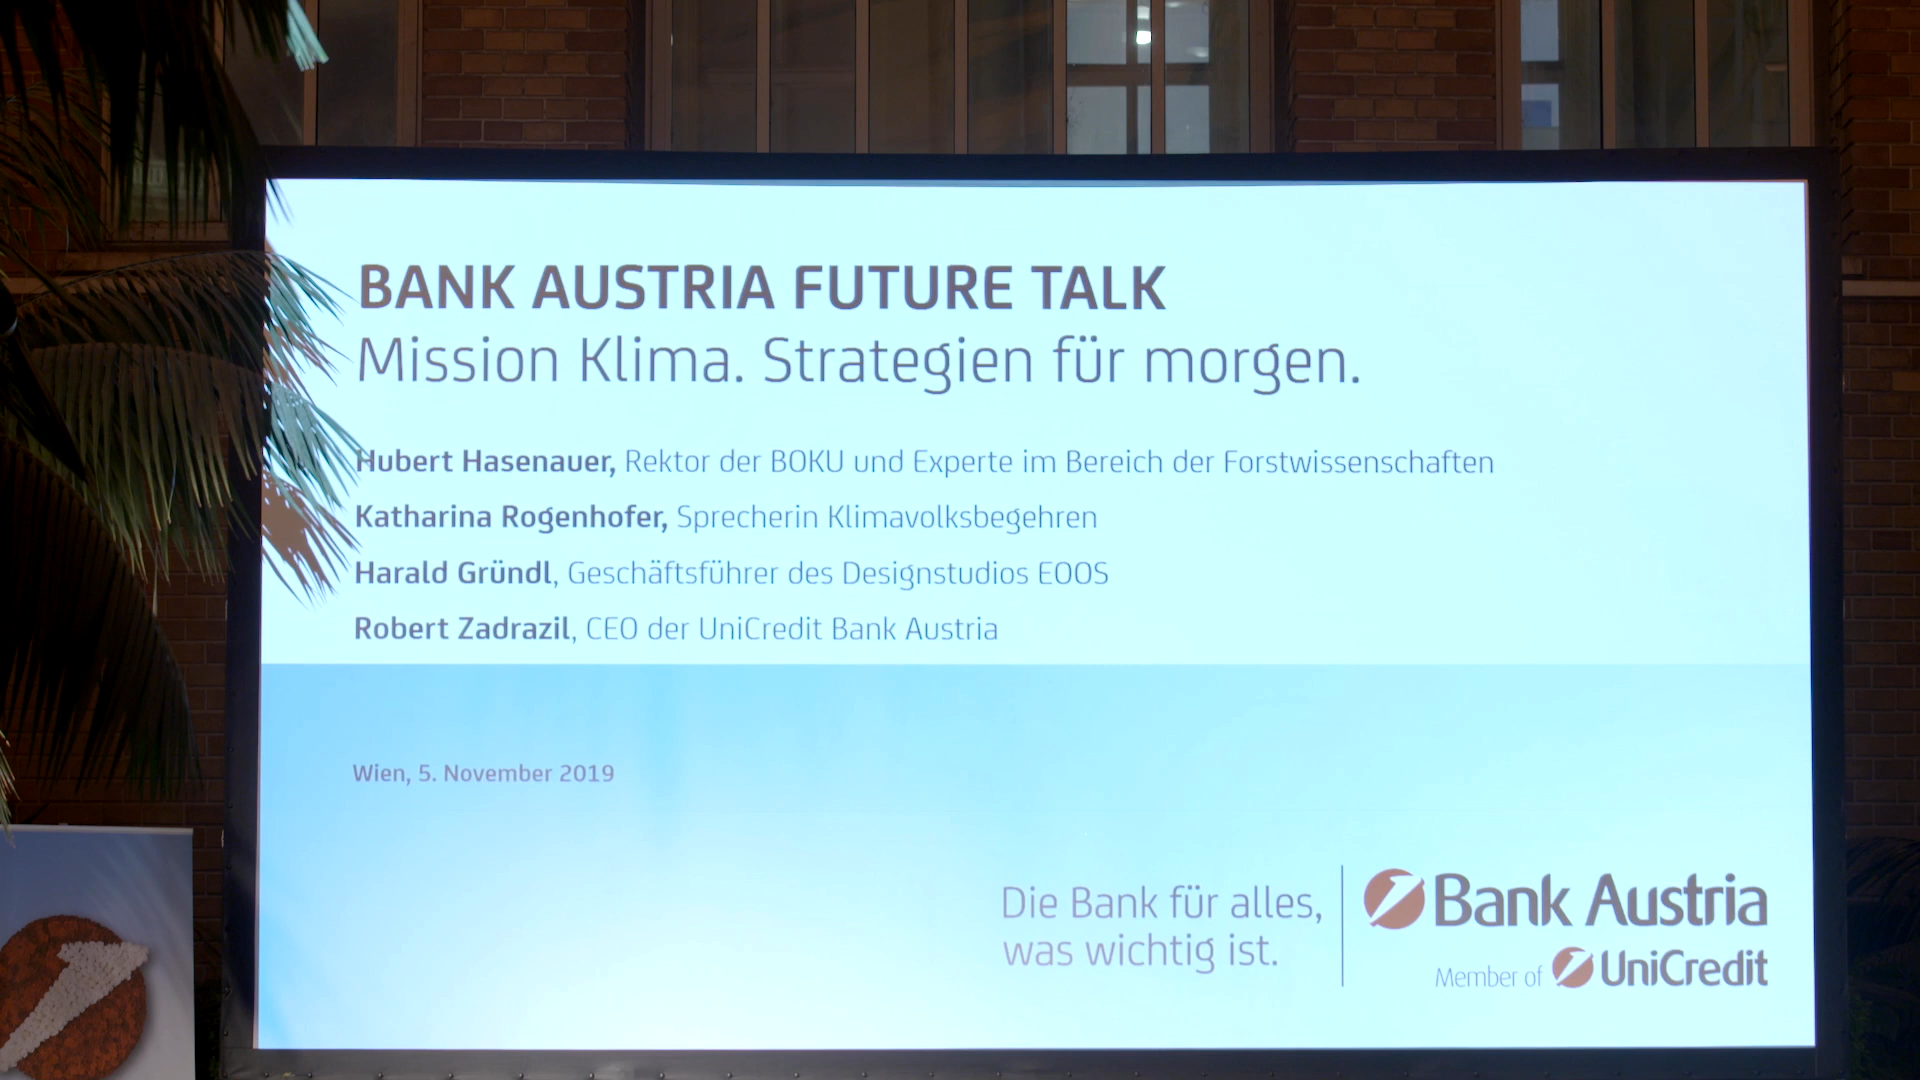 BANK AUSTRIA FUTURE TALK
Mission Klima. Strategien für morgen.
Hubert Hasenauer, Rektor der BOKU und Experte im Bereich der Forstwissenschaften
Katharina Rogenhofer, Sprecherin Klimavolksbegehren
Harald Gründl, Geschäftsführer des Designstudios EOOS
Robert Zadrazil, CEO der UniCredit Bank Austria
Wien, 5. November 2019
Die Bank für alles,
was wichtig ist.
Bank Austria
Member of UniCredit